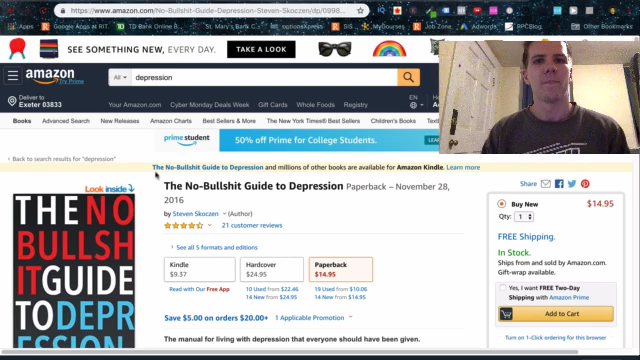 https://www.amazon.com/No-Bullshit-Guide-Depression-Steven-Skoczen/dp/0998...
Apps
Google Apps at RIT
TD Bank Online B...
St. Mary's Bank C...
optionsxpress
SIS
MyCourses
Job Zone
Adwords
RPCBlog
Other Bookmarks
SEE SOMETHING NEW, EVERY DAY.
TAKE A LOOK
amazon
Try Prime
All
depression
Deliver to
Exeter 03833
Your Amazon.com
Cyber Monday Deals Week
Gift Cards
Whole Foods
Registry
EN
Books
Advanced Search
New Releases
Amazon Charts
Best Sellers & More
The New York Times® Best Sellers
Children's Books
prime student
50% off Prime for College Students.
‹ Back to search results for "depression"
The No-Bullshit Guide to Depression and millions of other books are available for Amazon Kindle. Learn more
Look inside
THE NO
BULLSH
IT GUIDE
TO DEPR
The No-Bullshit Guide to Depression Paperback – November 28,
2016
by Steven Skoczen (Author)
21 customer reviews
See all 5 formats and editions
Kindle
$9.37
Hardcover
$24.95
Paperback
$14.95
Read with Our Free App
10 Used from $22.46
14 New from $24.95
19 Used from $10.06
14 New from $14.95
Save $5.00 on orders $20.00+
1 Applicable Promotion
The manual for living with depression that everyone should have been given.
Share
Buy New
$14.95
Qty: 1
FREE Shipping.
In Stock.
Ships from and sold by Amazon.com.
Gift-wrap available.
Yes, I want FREE Two-Day
Shipping with Amazon Prime
Add to Cart
Turn on 1-Click ordering for this browser